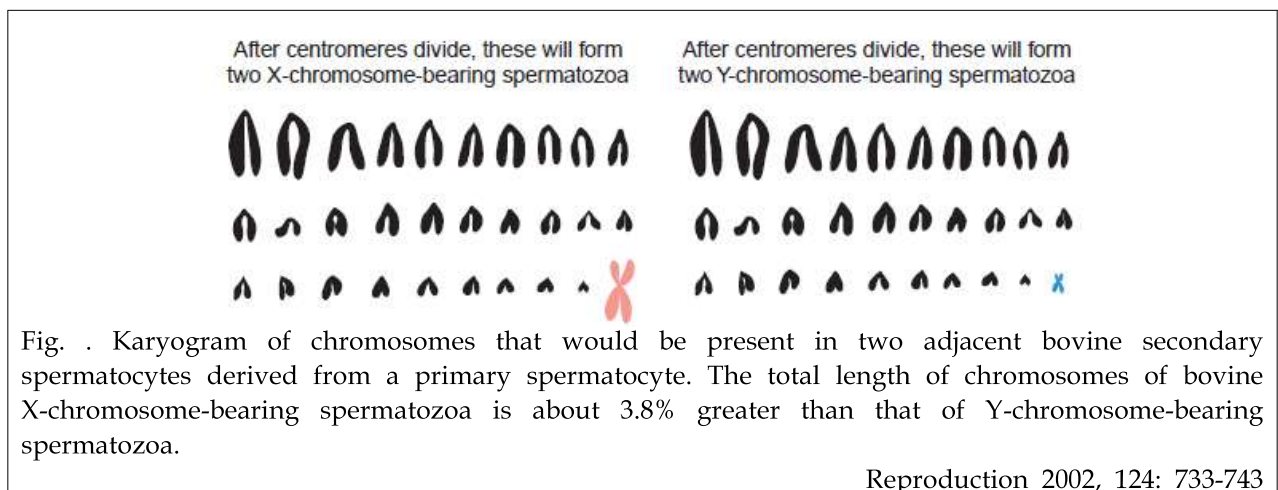 After centromeres divide, these will form
two X-chromosome-bearing spermatozoa
After centromeres divide, these will form
two Y-chromosome-bearing spermatozoa
Fig. . Karyogram of chromosomes that would be present in two adjacent bovine secondary
spermatocytes derived from a primary spermatocyte. The total length of chromosomes of bovine
X-chromosome-bearing spermatozoa is about 3.8% greater than that of Y-chromosome-bearing
spermatozoa.
Reproduction 2002, 124: 733-743